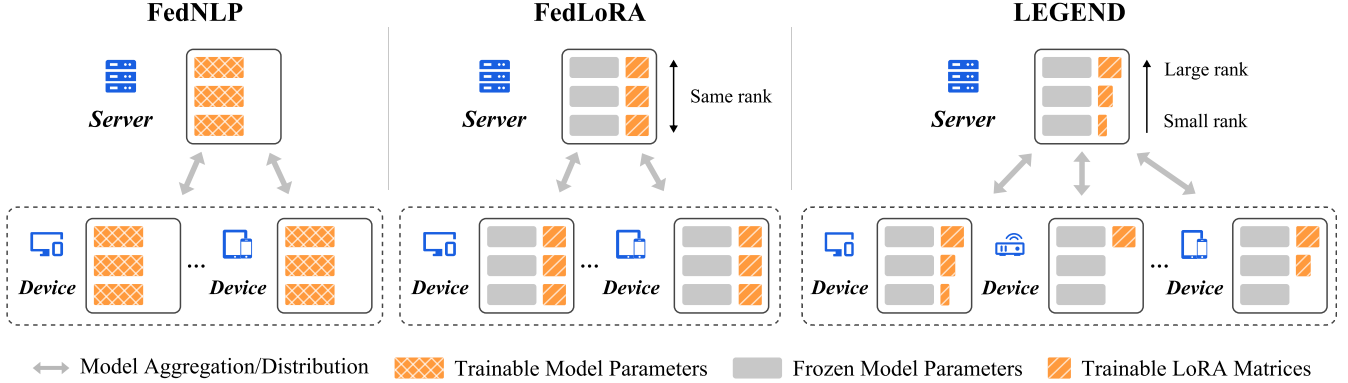 FedNLP
FedLoRA
LEGEND
Server
Server
Same rank
Server
Large rank
Small rank
Device
...
Device
Device
...
Device
Device
Device
...
Device
Model Aggregation/Distribution
Trainable Model Parameters
Frozen Model Parameters
Trainable LoRA Matrices